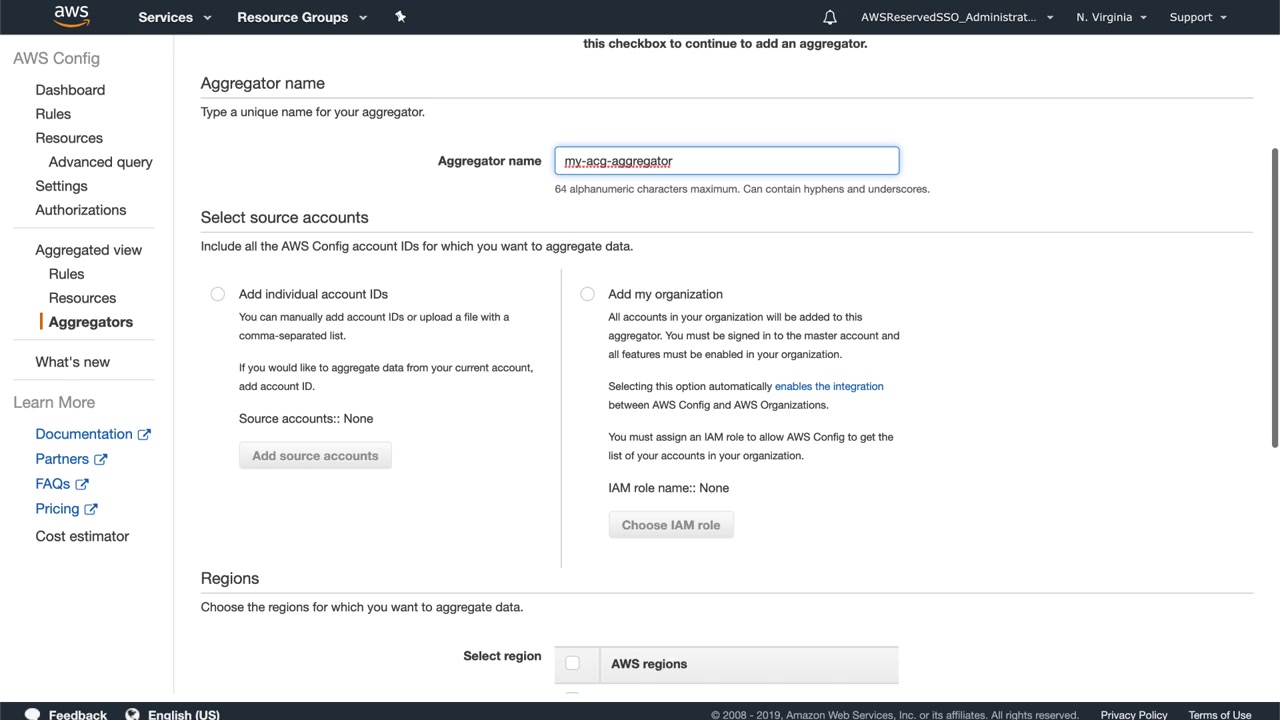 aws
Services
Resource Groups
AWSReservedSSO_Administrat...
N. Virginia
Support
AWS Config
Dashboard
Rules
Resources
Advanced query
Settings
Authorizations
Aggregated view
Rules
Resources
Aggregators
What's new
Learn More
Documentation
Partners
FAQs
Pricing
Cost estimator
this checkbox to continue to add an aggregator.
Aggregator name
Type a unique name for your aggregator.
Aggregator name
my-acg-aggregator
64 alphanumeric characters maximum. Can contain hyphens and underscores.
Select source accounts
Include all the AWS Config account IDs for which you want to aggregate data.
Add individual account IDs
You can manually add account IDs or upload a file with a
comma-separated list.
If you would like to aggregate data from your current account,
add account ID.
Source accounts:: None
Add source accounts
Add my organization
All accounts in your organization will be added to this
aggregator. You must be signed in to the master account and
all features must be enabled in your organization.
Selecting this option automatically enables the integration
between AWS Config and AWS Organizations.
You must assign an IAM role to allow AWS Config to get the
list of your accounts in your organization.
IAM role name:: None
Choose IAM role
Regions
Choose the regions for which you want to aggregate data.
Select region
AWS regions
Feedback
English (US)
© 2008 - 2019, Amazon Web Services, Inc. or its affiliates. All rights reserved.
Privacy Policy
Terms of Use